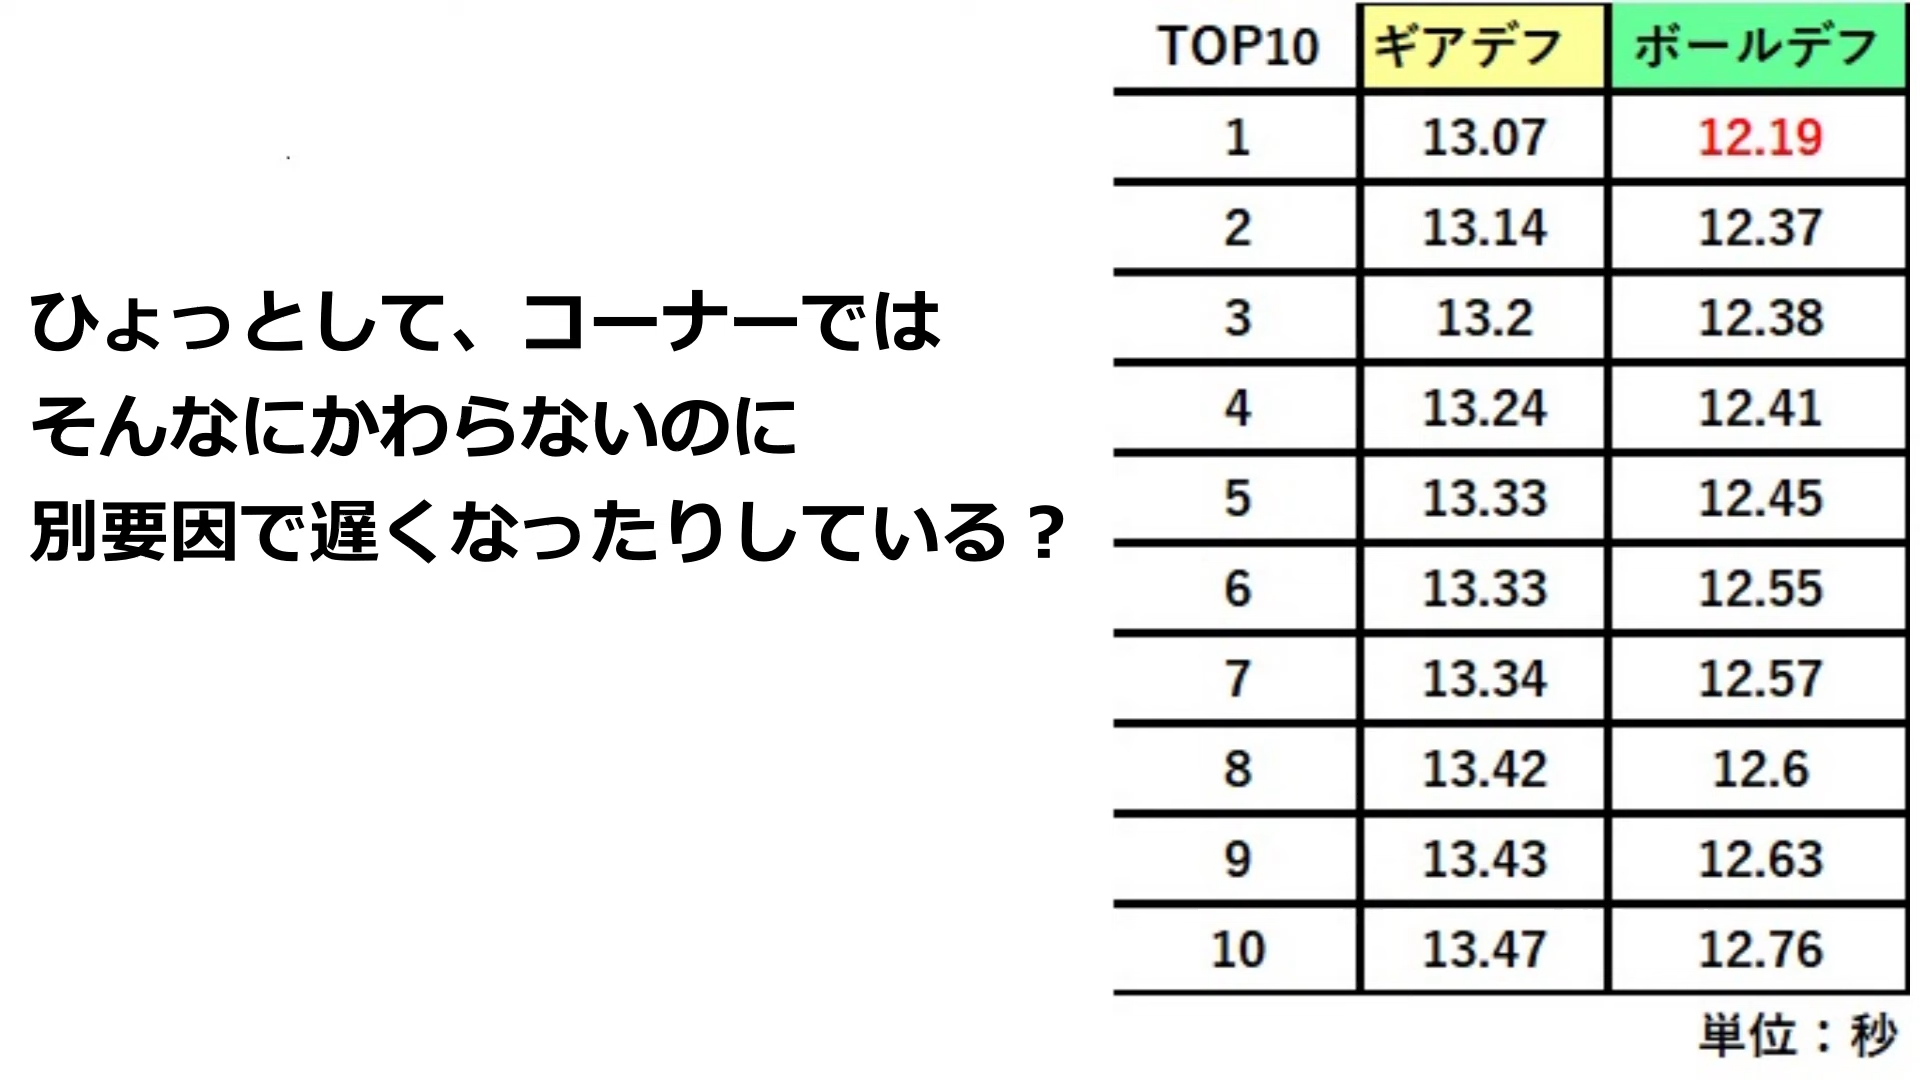 ひょっとして、コーナーでは
そんなにかわらないのに
別要因で遅くなったりしている？
TOP10 ギアデフ ボールデフ
1 13.07 12.19
2 13.14 12.37
3 13.2 12.38
4 13.24 12.41
5 13.33 12.45
6 13.33 12.55
7 13.34 12.57
8 13.42 12.6
9 13.43 12.63
10 13.47 12.76
単位：秒